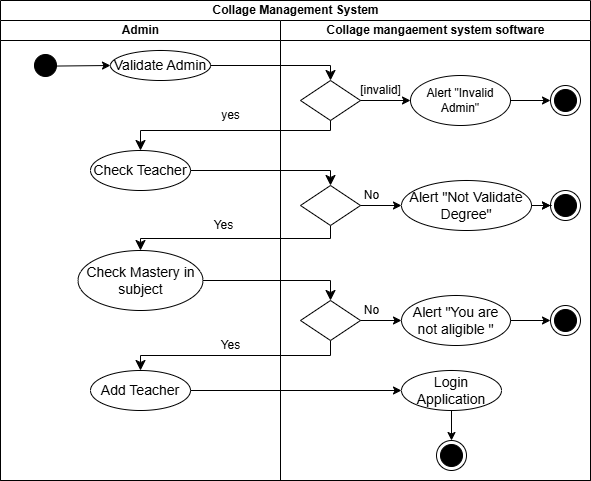 Collage Management System
Admin
Collage mangaement system software
Validate Admin
[invalid]
Alert "Invalid
Admin"
yes
Check Teacher
No
Alert "Not Validate
Degree"
Yes
Check Mastery in
subject
No
Alert "You are
not aligible "
Yes
Add Teacher
Login
Application